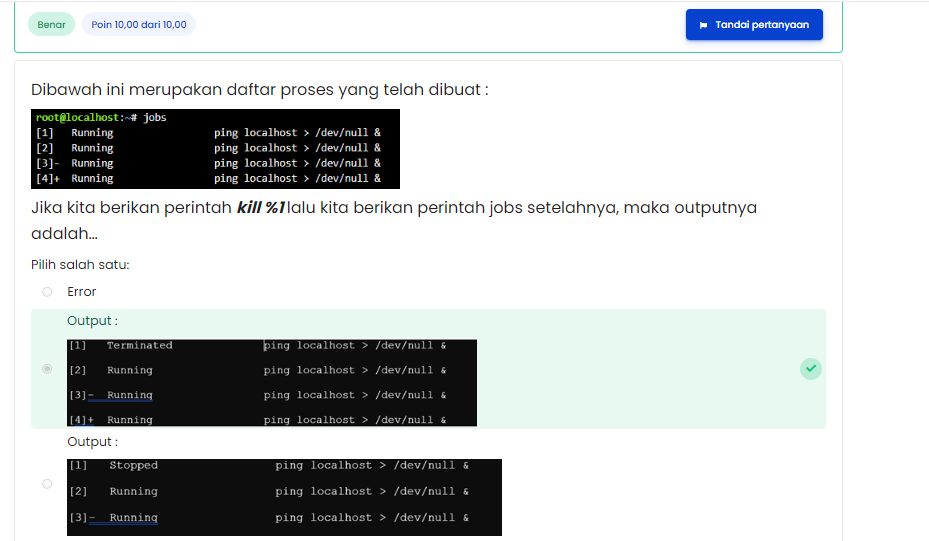 Benar Poin 10,00 dari 10,00 Tandai pertanyaan
Dibawah ini merupakan daftar proses yang telah dibuat :
root@localhost:~# jobs
[1] Running ping localhost > /dev/null &
[2] Running ping localhost > /dev/null &
[3]- Running ping localhost > /dev/null &
[4]+ Running ping localhost > /dev/null &
Jika kita berikan perintah kill %1 lalu kita berikan perintah jobs setelahnya, maka outputnya
adalah...
Pilih salah satu:
Error
Output :
[1] Terminated ping localhost > /dev/null &
[2] Running ping localhost > /dev/null &
[3]- Running ping localhost > /dev/null &
[4]+ Running ping localhost > /dev/null &
Output :
[1] Stopped ping localhost > /dev/null &
[2] Running ping localhost > /dev/null &
[3]- Running ping localhost > /dev/null &